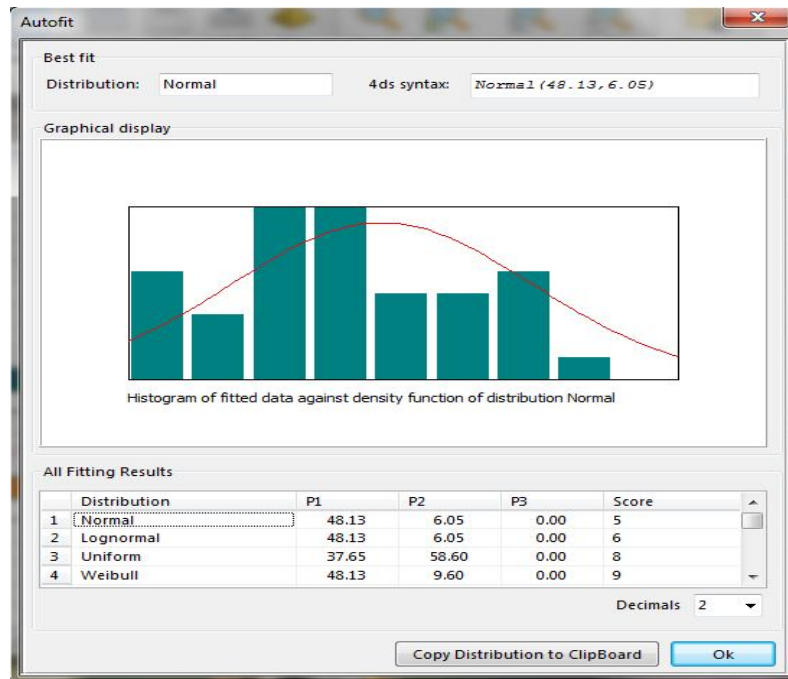 Autofit
Best fit
Distribution: Normal 4ds syntax: Normal(48.13,6.05)
Graphical display
Histogram of fitted data against density function of distribution Normal
All Fitting Results
Distribution P1 P2 P3 Score
1 Normal 48.13 6.05 0.00 5
2 Lognormal 48.13 6.05 0.00 6
3 Uniform 37.65 58.60 0.00 8
4 Weibull 48.13 9.60 0.00 9
Decimals 2
Copy Distribution to ClipBoard Ok